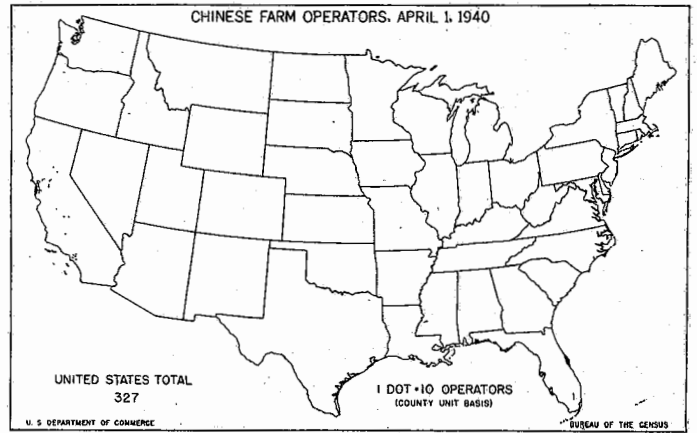 CHINESE FARM OPERATORS, APRIL 1, 1940
UNITED STATES TOTAL
327
1 DOT = 10 OPERATORS
(COUNTY UNIT BASIS)
U. S DEPARTMENT OF COMMERCE
BUREAU OF THE CENSUS